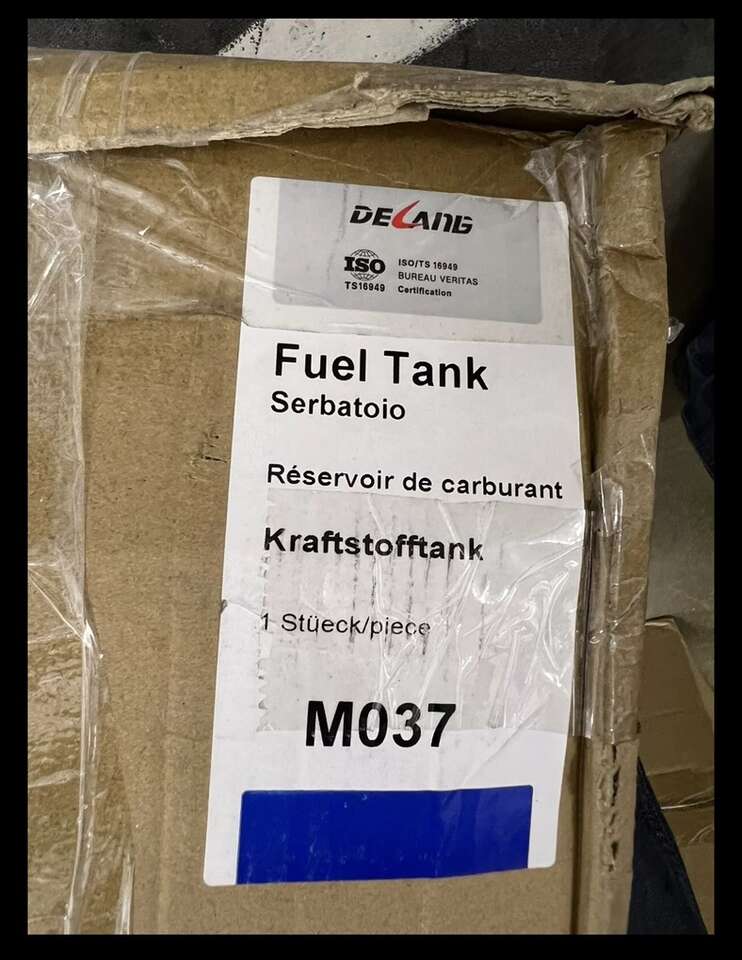 DELANG
ISO
TS16949
ISO/TS 16949
BUREAU VERITAS
Certification
Fuel Tank
Serbatoio
Réservoir de carburant
Kraftstofftank
1 Stüeck/piece
M037